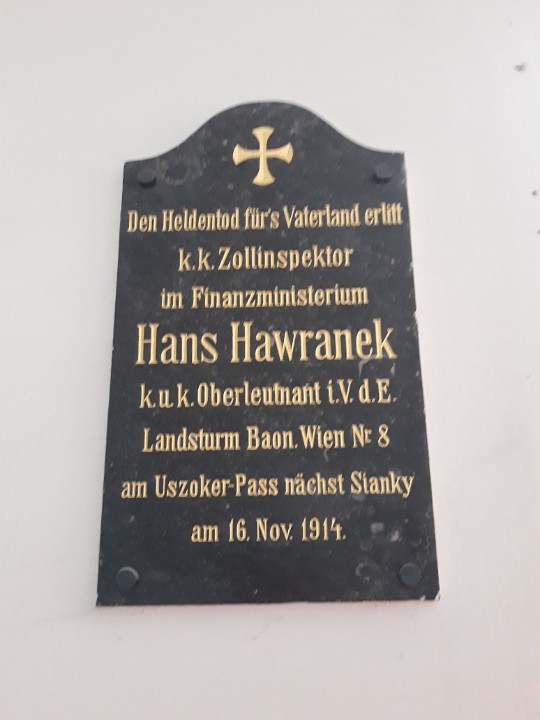 Den Heldentod für's Vaterland erlitt
k.k. Zollinspektor
im Finanzministerium
Hans Hawranek
k.u.k. Oberleutnant i.V.d.E.
Landsturm Baon. Wien Nr 8
am Uszoker-Pass nächst Sianky
am 16. Nov. 1914.